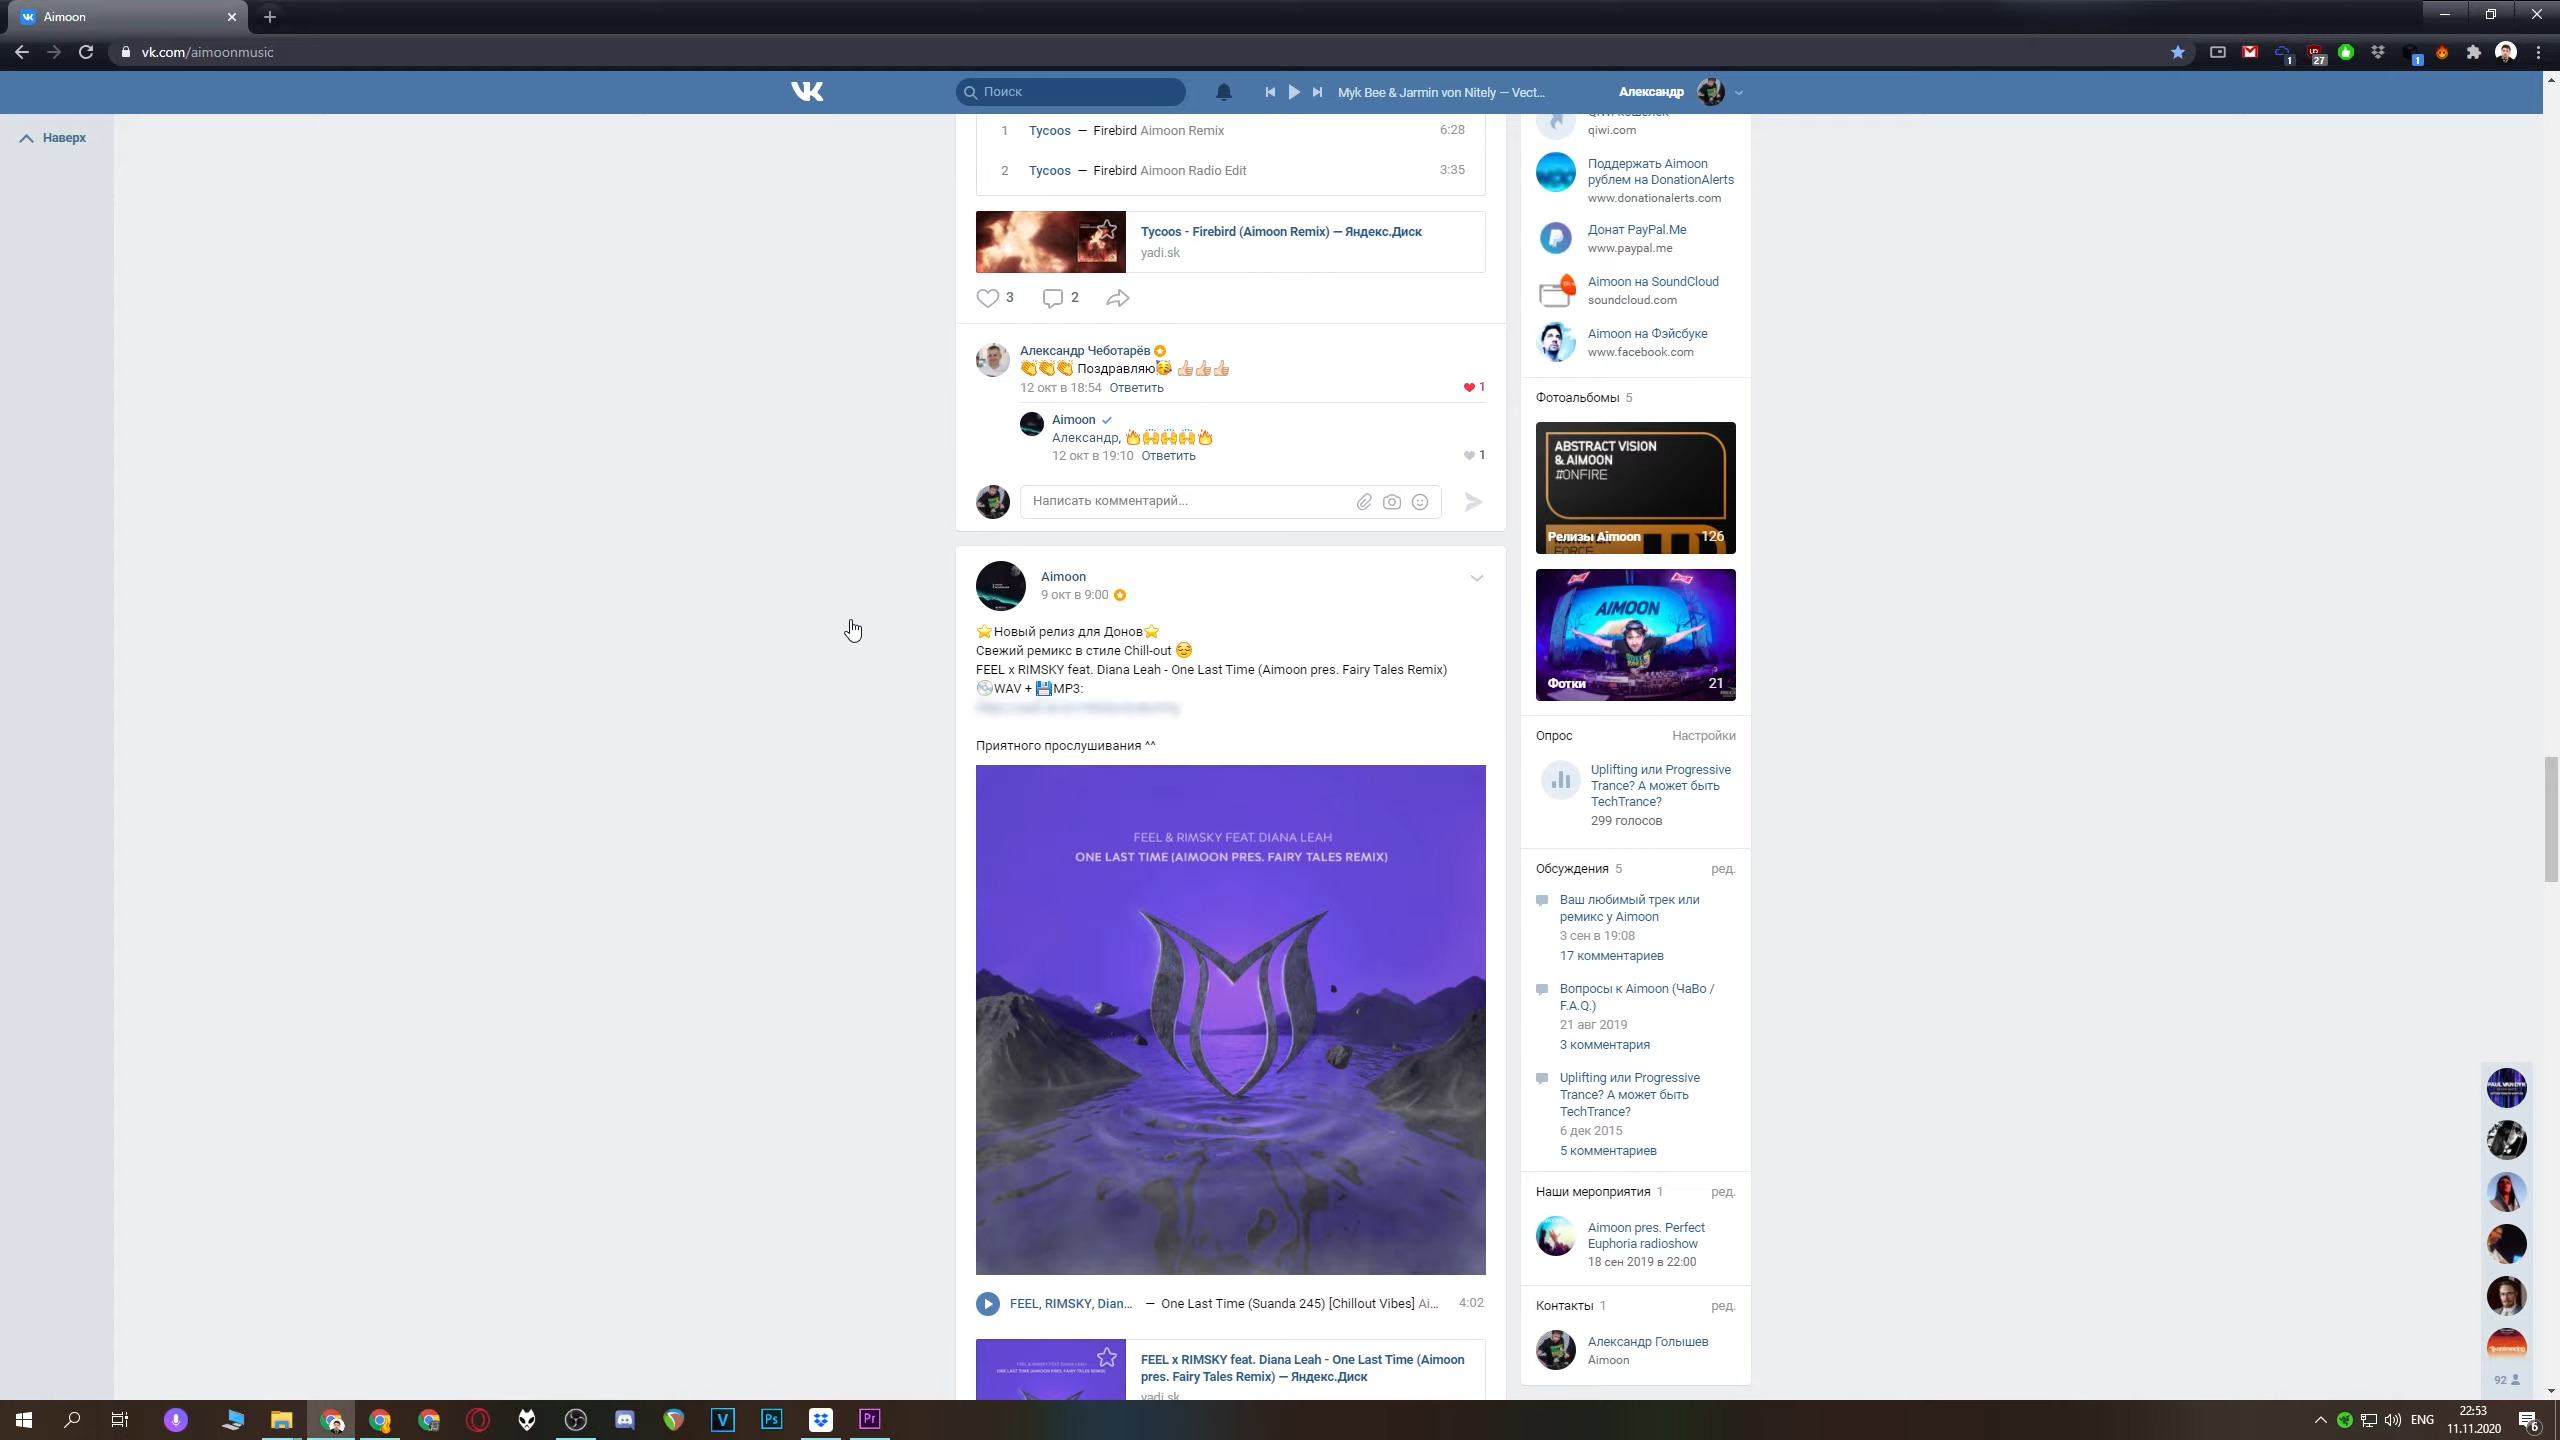 Aimoon
vk.com/aimoonmusic
1
27
1
Поиск
Myk Bee & Jarmin von Nitely — Vect...
Александр
Наверх
1 Tycoos — Firebird Aimoon Remix 6:28
2 Tycoos — Firebird Aimoon Radio Edit 3:35
Tycoos - Firebird (Aimoon Remix) — Яндекс.Диск
yadi.sk
3 2
Александр Чеботарёв
👏👏👏 Поздравляю🥳 👍🏻👍🏻👍🏻
12 окт в 18:54 Ответить
1
Aimoon
Александр, 🔥🙌🙌🙌🔥
12 окт в 19:10 Ответить
1
Написать комментарий...
Aimoon
9 окт в 9:00
⭐Новый релиз для Донов⭐
Свежий ремикс в стиле Chill-out 😌
FEEL x RIMSKY feat. Diana Leah - One Last Time (Aimoon pres. Fairy Tales Remix)
💿WAV + 💾MP3:
Приятного прослушивания ^^
FEEL & RIMSKY FEAT. DIANA LEAH
ONE LAST TIME (AIMOON PRES. FAIRY TALES REMIX)
FEEL, RIMSKY, Dian... — One Last Time (Suanda 245) [Chillout Vibes] Ai... 4:02
FEEL x RIMSKY feat. Diana Leah - One Last Time (Aimoon
pres. Fairy Tales Remix) — Яндекс.Диск
yadi.sk
qiwi.com
Поддержать Aimoon
рублем на DonationAlerts
www.donationalerts.com
Донат PayPal.Me
www.paypal.me
Aimoon на SoundCloud
soundcloud.com
Aimoon на Фэйсбуке
www.facebook.com
Фотоальбомы 5
ABSTRACT VISION
& AIMOON
#ONFIRE
Релизы Aimoon 126
AIMOON
Фотки 21
Опрос Настройки
Uplifting или Progressive
Trance? А может быть
TechTrance?
299 голосов
Обсуждения 5 ред.
Ваш любимый трек или
ремикс у Aimoon
3 сен в 19:08
17 комментариев
Вопросы к Aimoon (ЧаВо /
F.A.Q.)
21 авг 2019
3 комментария
Uplifting или Progressive
Trance? А может быть
TechTrance?
6 дек 2015
5 комментариев
Наши мероприятия 1 ред.
Aimoon pres. Perfect
Euphoria radioshow
18 сен 2019 в 22:00
Контакты 1 ред.
Александр Голышев
Aimoon
92
V
Ps
Pr
ENG
22:53
11.11.2020
6